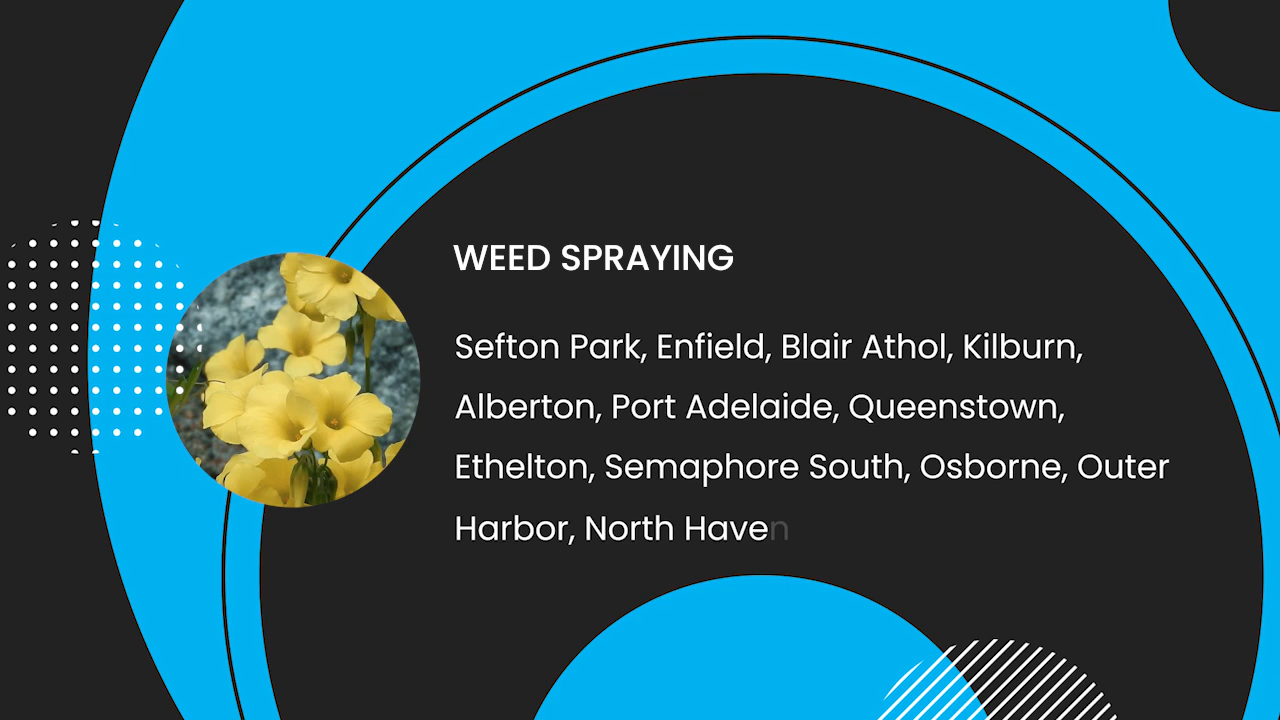 WEED SPRAYING
Sefton Park, Enfield, Blair Athol, Kilburn,
Alberton, Port Adelaide, Queenstown,
Ethelton, Semaphore South, Osborne, Outer
Harbor, North Haven